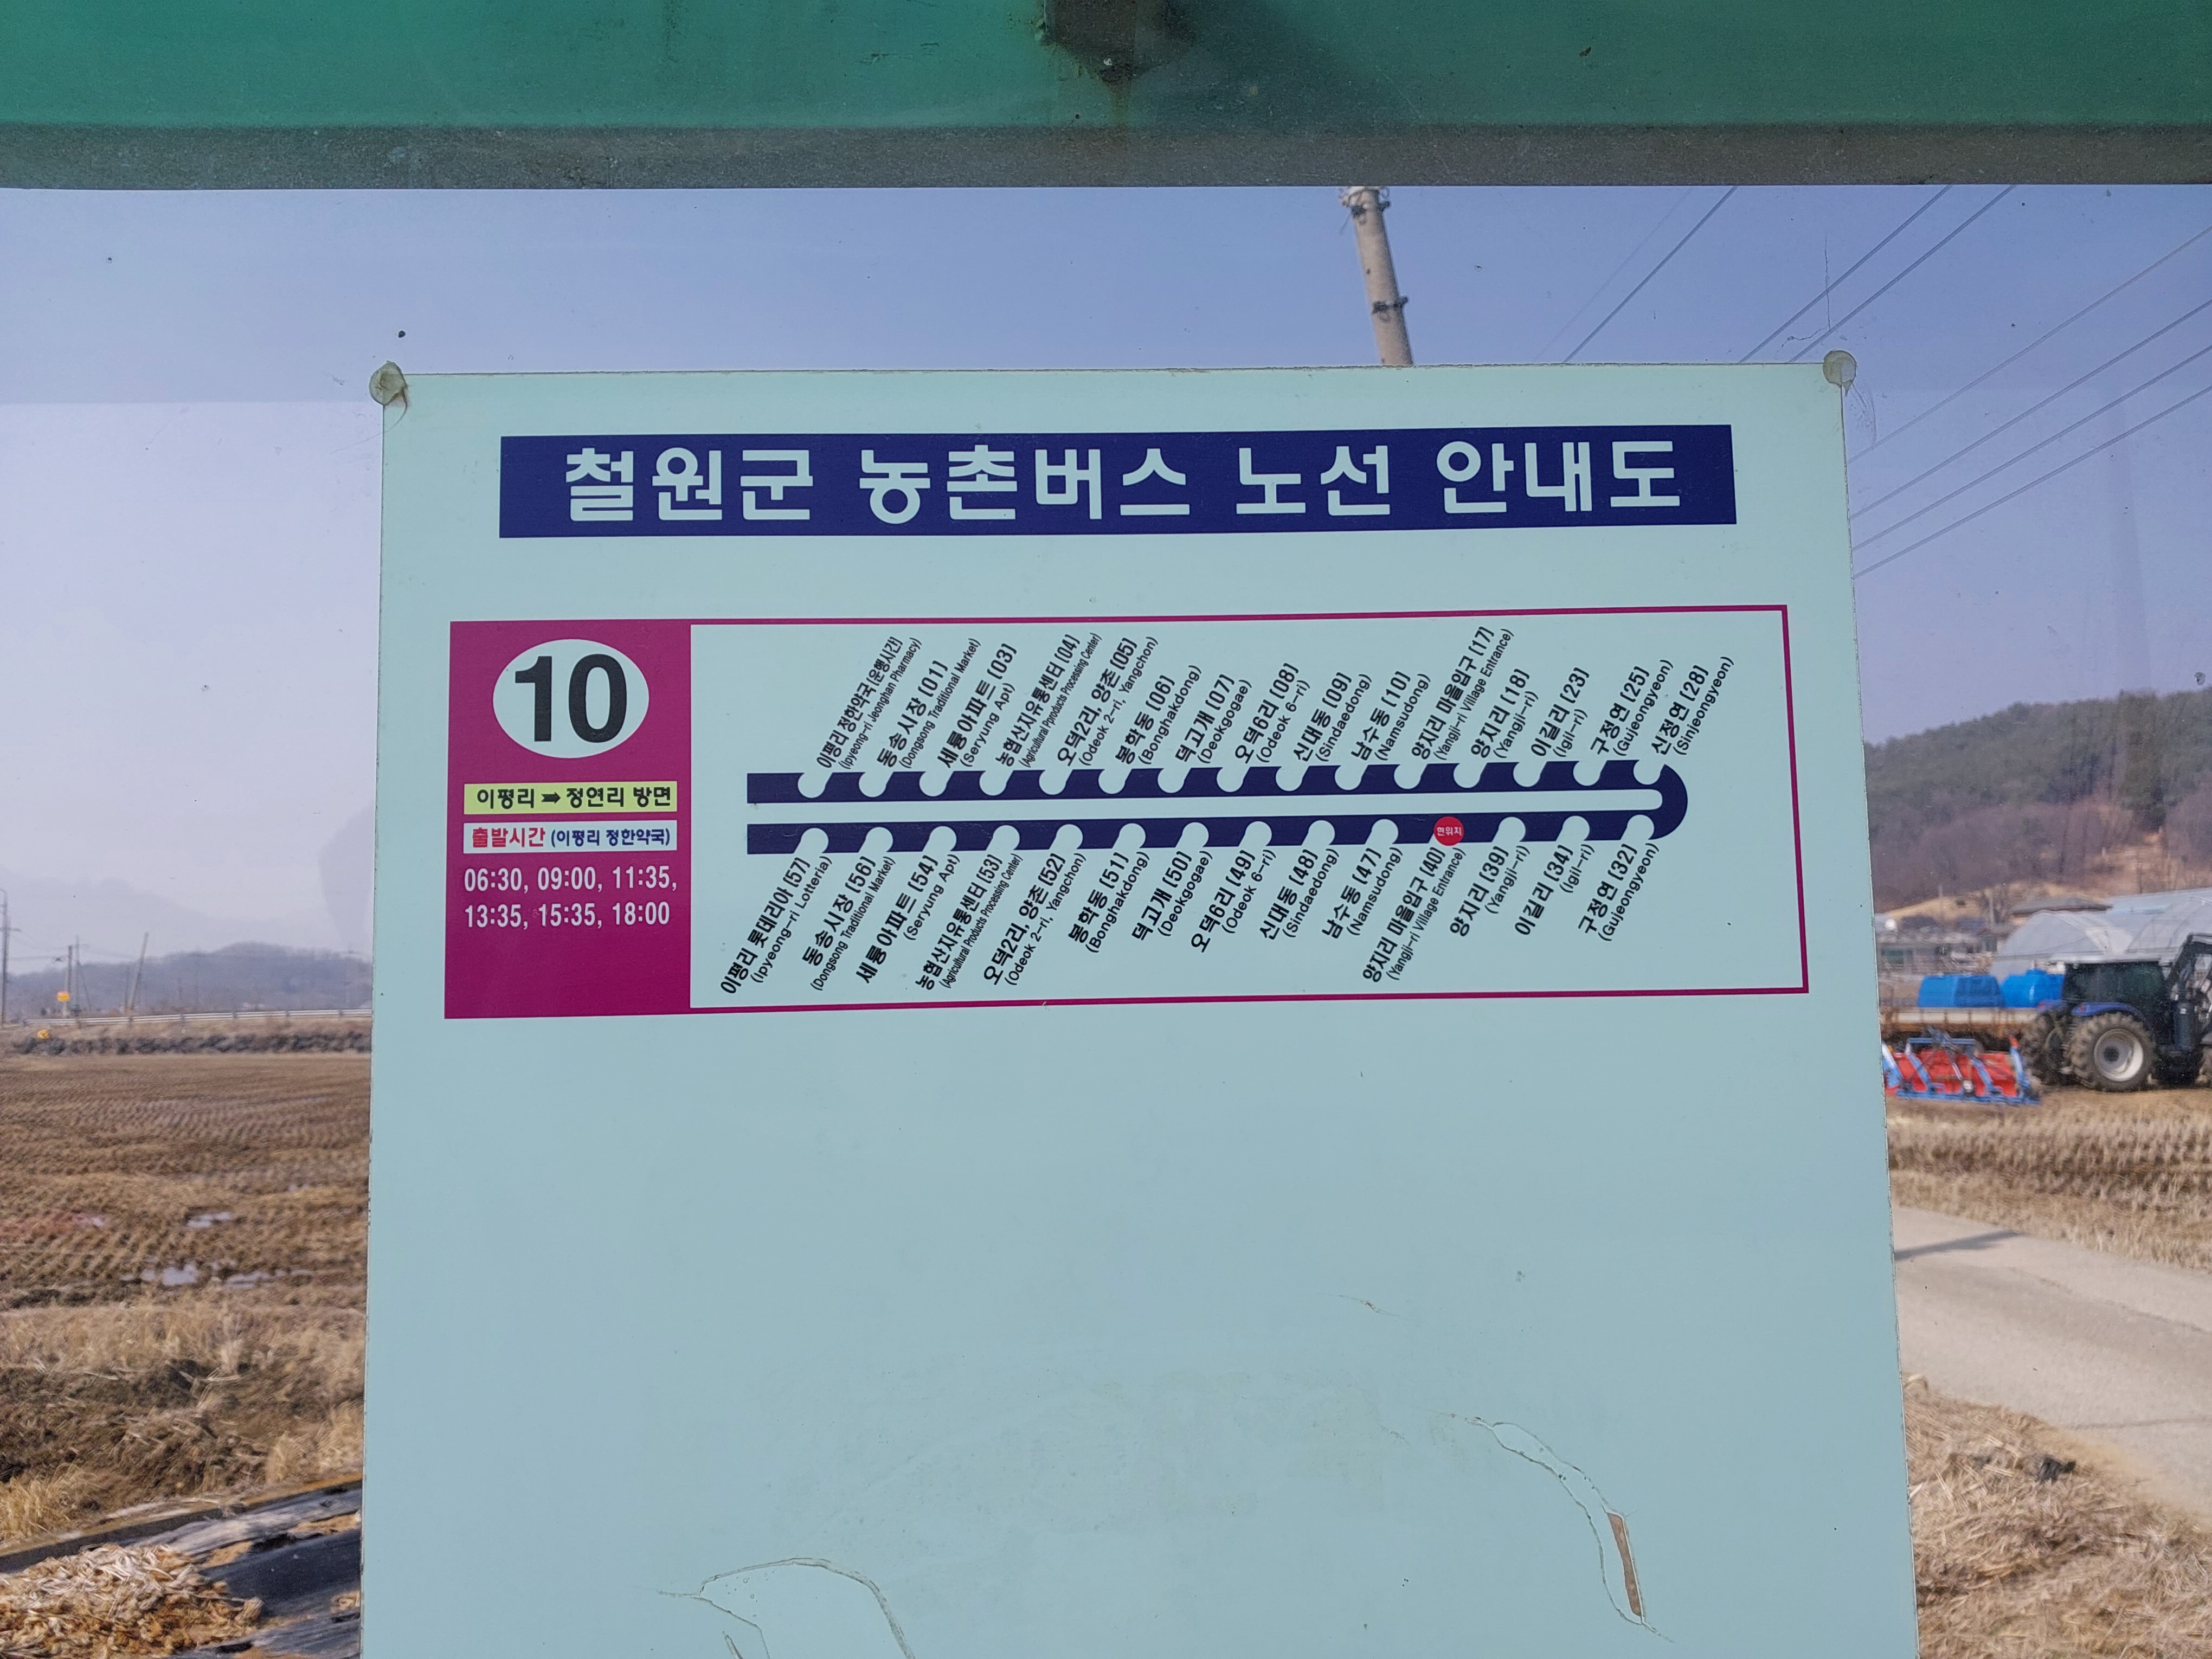 철원군 농촌버스 노선 안내도
10
이평리 ➡ 정연리 방면
출발시간 (이평리 정한약국)
06:30, 09:00, 11:35,
13:35, 15:35, 18:00
이평리 정한약국 (운행시간)
(Ipyeong-ri Jeonghan Pharmacy)
동송시장 [01]
(Dongsong Traditional Market)
세륭아파트 [03]
(Seryung Apt)
농협산지유통센터 [04]
(Agricultural Pproducts Processing Center)
오덕2리, 양촌 [05]
(Odeok 2-ri, Yangchon)
봉학동 [06]
(Bonghakdong)
덕고개 [07]
(Deokgogae)
오덕6리 [08]
(Odeok 6-ri)
신대동 [09]
(Sindaedong)
남수동 [10]
(Namsudong)
양지리 마을입구 [17]
(Yangji-ri Village Entrance)
양지리 [18]
(Yangji-ri)
이길리 [23]
(Igil-ri)
구정연 [25]
(Gujeongyeon)
신정연 [28]
(Sinjeongyeon)
이평리 롯데리아 [57]
(Ipyeong-ri Lotteria)
동송시장 [56]
(Dongsong Traditional Market)
세륭아파트 [54]
(Seryung Apt)
농협산지유통센터 [53]
(Agricultural Products Processing Center)
오덕2리, 양촌 [52]
(Odeok 2-ri, Yangchon)
봉학동 [51]
(Bonghakdong)
덕고개 [50]
(Deokgogae)
오덕6리 [49]
(Odeok 6-ri)
신대동 [48]
(Sindaedong)
남수동 [47]
(Namsudong)
현위치
양지리 마을입구 [40]
(Yangji-ri Village Entrance)
양지리 [39]
(Yangji-ri)
이길리 [34]
(Igil-ri)
구정연 [32]
(Gujeongyeon)